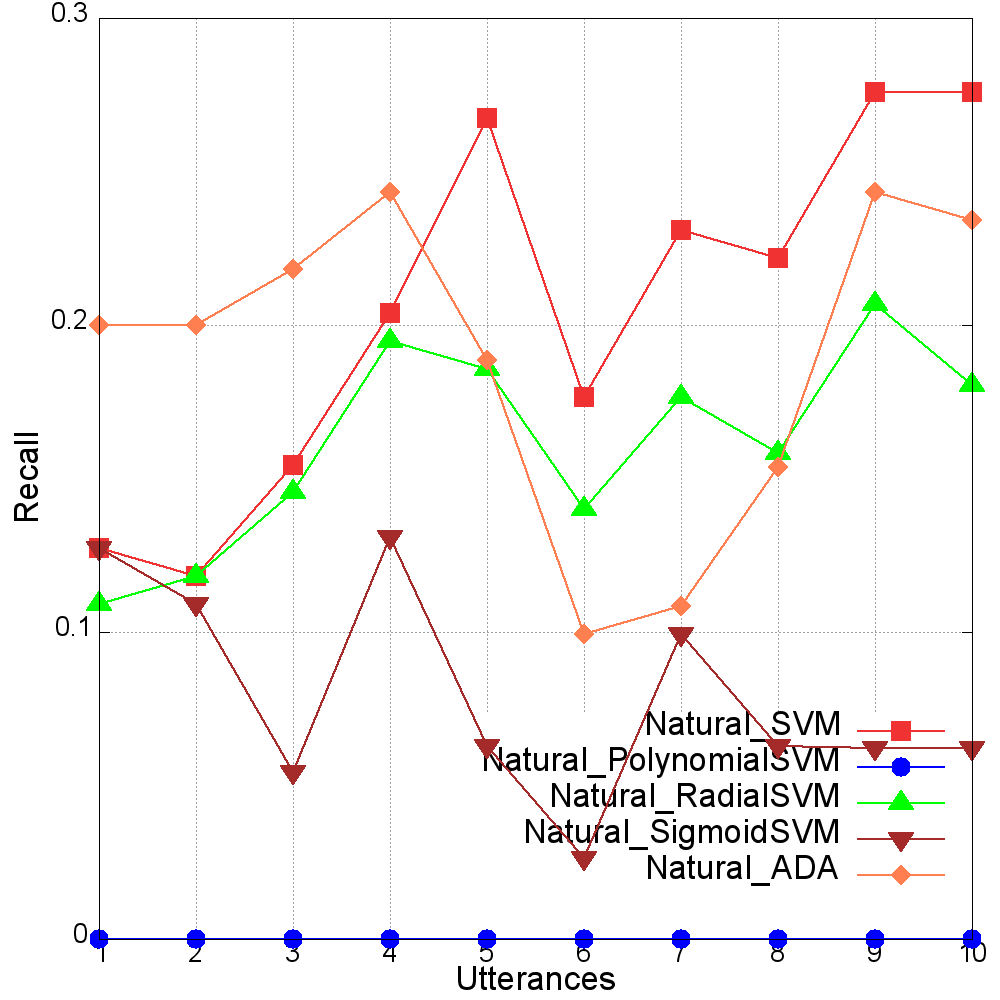 0.3
0.2
0.1
0
Recall
Natural_SVM
Natural_PolynomialSVM
Natural_RadialSVM
Natural_SigmoidSVM
Natural_ADA
1 2 3 4 5 6 7 8 9 10
Utterances